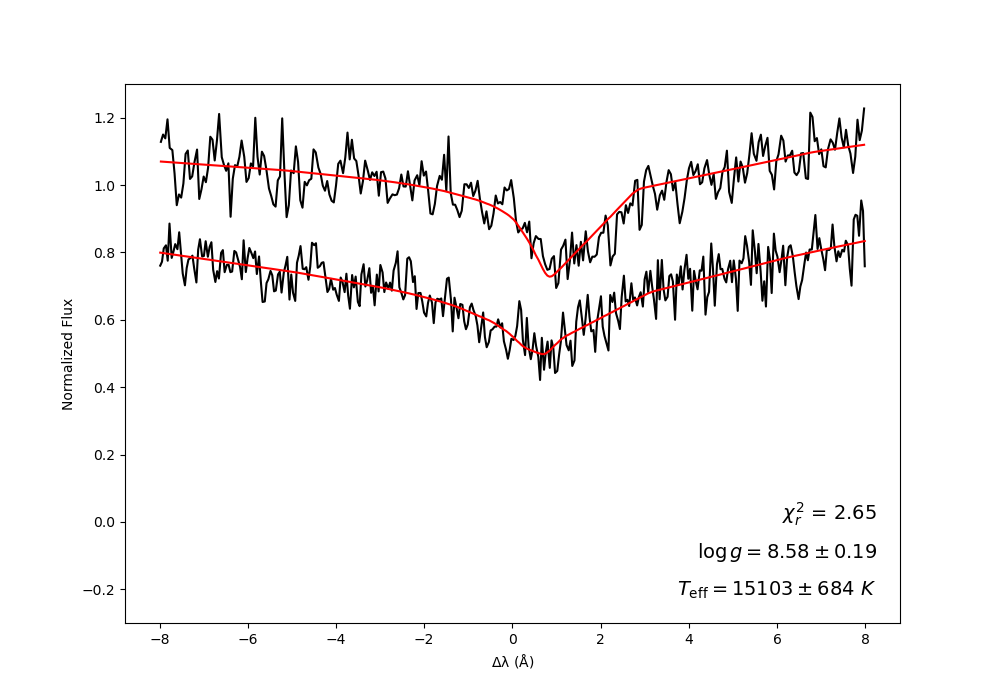 1.2
1.0
0.8
0.6
0.4
0.2
0.0
−0.2
Normalized Flux
χ²ᵣ = 2.65
log g = 8.58 ± 0.19
T_eff = 15103 ± 684 K
−8 −6 −4 −2 0 2 4 6 8
Δλ (Å)